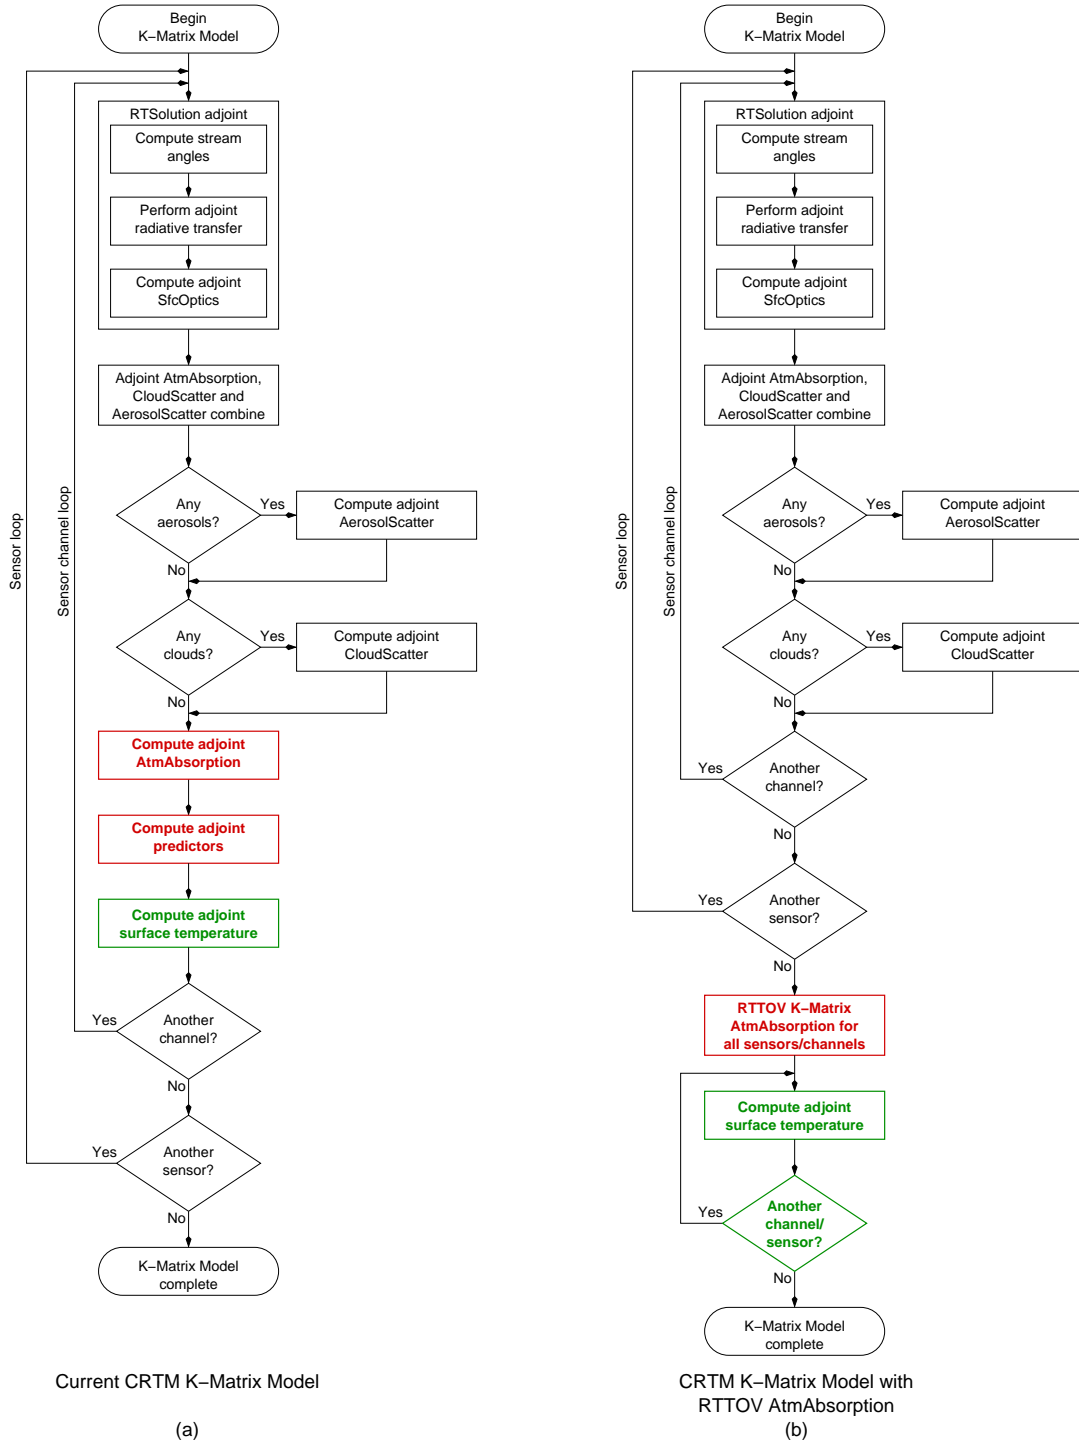 Begin
K−Matrix Model
RTSolution adjoint
Compute stream
angles
Perform adjoint
radiative transfer
Compute adjoint
SfcOptics
Adjoint AtmAbsorption,
CloudScatter and
AerosolScatter combine
Any
aerosols?
Yes
Compute adjoint
AerosolScatter
No
Any
clouds?
Yes
Compute adjoint
CloudScatter
No
Compute adjoint
AtmAbsorption
Compute adjoint
predictors
Compute adjoint
surface temperature
Another
channel?
Yes
No
Another
sensor?
Yes
No
K−Matrix Model
complete
Sensor loop
Sensor channel loop
Current CRTM K−Matrix Model
(a)
Begin
K−Matrix Model
RTSolution adjoint
Compute stream
angles
Perform adjoint
radiative transfer
Compute adjoint
SfcOptics
Adjoint AtmAbsorption,
CloudScatter and
AerosolScatter combine
Any
aerosols?
Yes
Compute adjoint
AerosolScatter
No
Any
clouds?
Yes
Compute adjoint
CloudScatter
No
Another
channel?
Yes
No
Another
sensor?
Yes
No
RTTOV K−Matrix
AtmAbsorption for
all sensors/channels
Compute adjoint
surface temperature
Another
channel/
sensor?
Yes
No
K−Matrix Model
complete
Sensor loop
Sensor channel loop
CRTM K−Matrix Model with
RTTOV AtmAbsorption
(b)